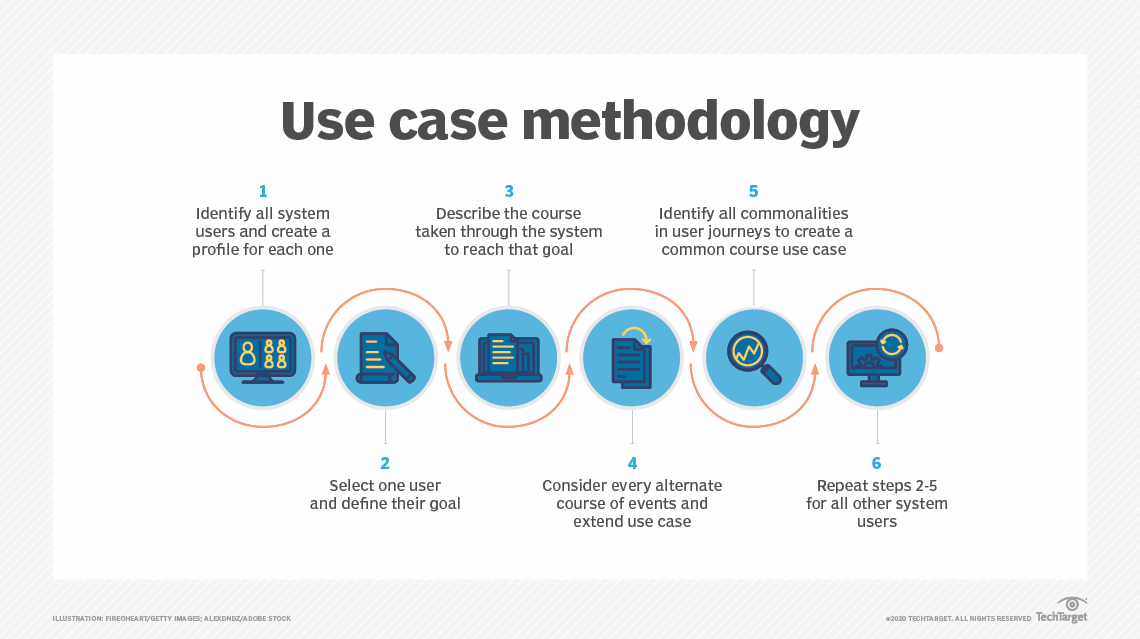 Use case methodology
1
Identify all system
users and create a
profile for each one
2
Select one user
and define their goal
3
Describe the course
taken through the system
to reach that goal
4
Consider every alternate
course of events and
extend use case
5
Identify all commonalities
in user journeys to create a
common course use case
6
Repeat steps 2-5
for all other system
users
ILLUSTRATION: FIREOHEART/GETTY IMAGES; ALEXDNDZ/ADOBE STOCK
©2020 TECHTARGET. ALL RIGHTS RESERVED
TechTarget